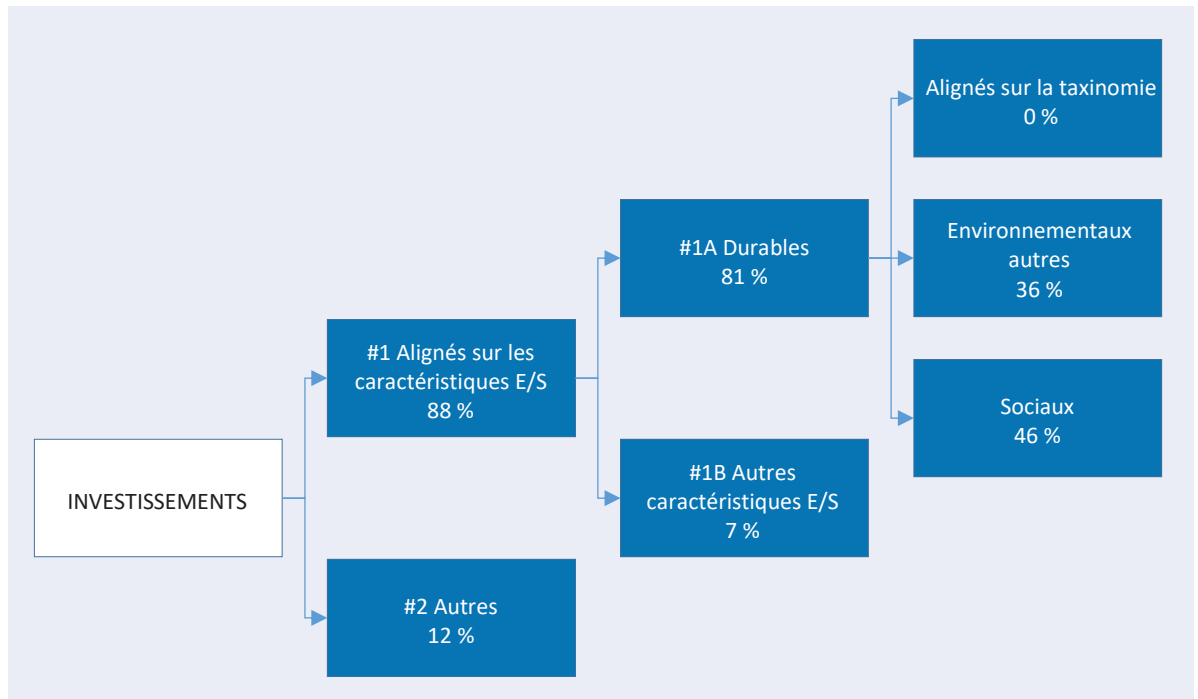 INVESTISSEMENTS
#1 Alignés sur les
caractéristiques E/S
88 %
#2 Autres
12 %
#1A Durables
81 %
#1B Autres
caractéristiques E/S
7 %
Alignés sur la taxinomie
0 %
Environnementaux
autres
36 %
Sociaux
46 %